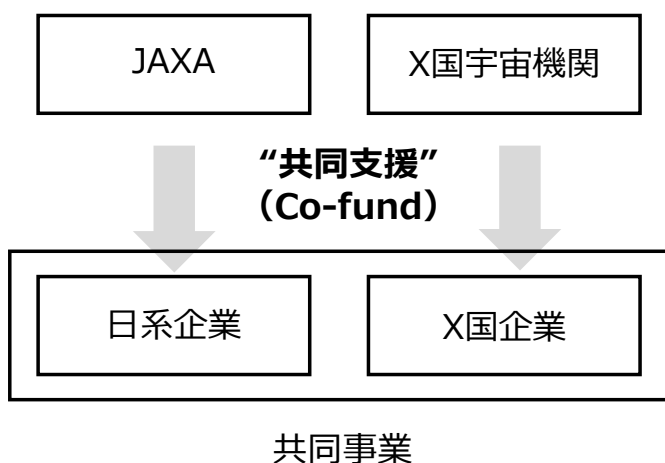 JAXA
X国宇宙機関
“共同支援”
（Co-fund）
日系企業
X国企業
共同事業